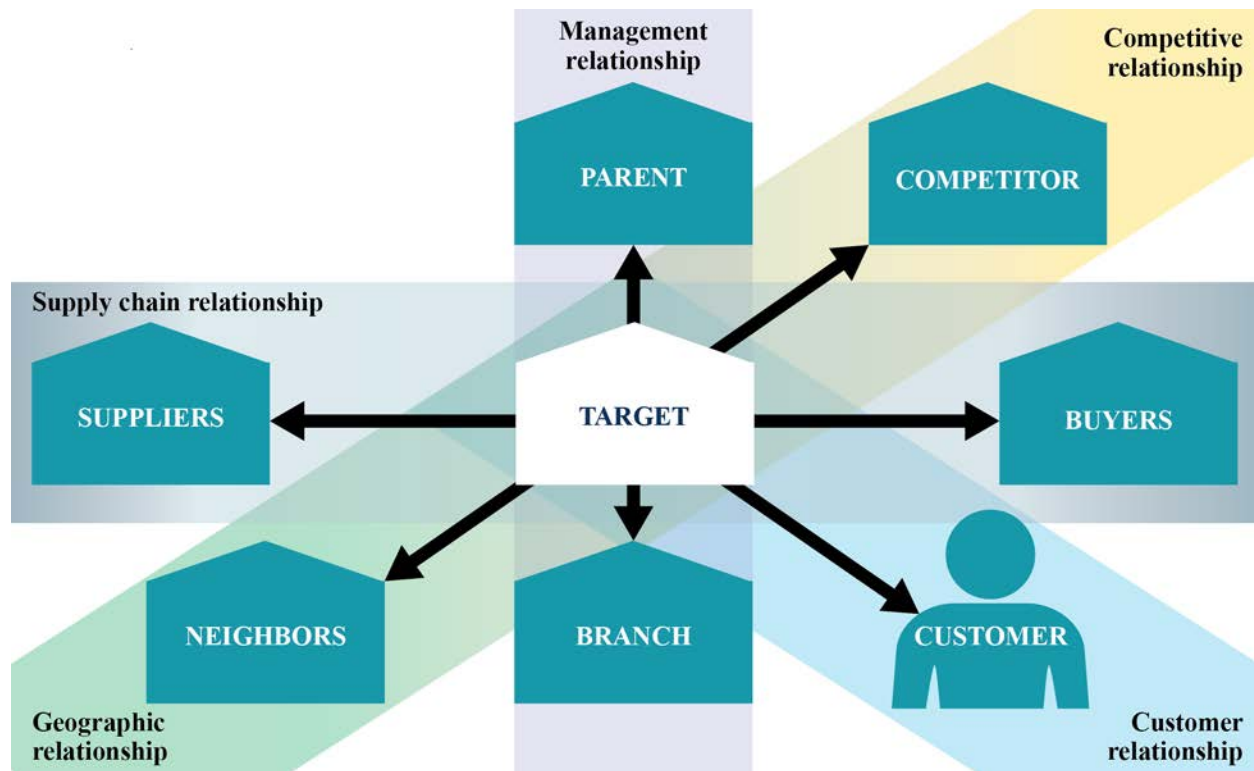 Management
relationship
Competitive
relationship
PARENT
COMPETITOR
Supply chain relationship
SUPPLIERS
TARGET
BUYERS
NEIGHBORS
BRANCH
CUSTOMER
Geographic
relationship
Customer
relationship